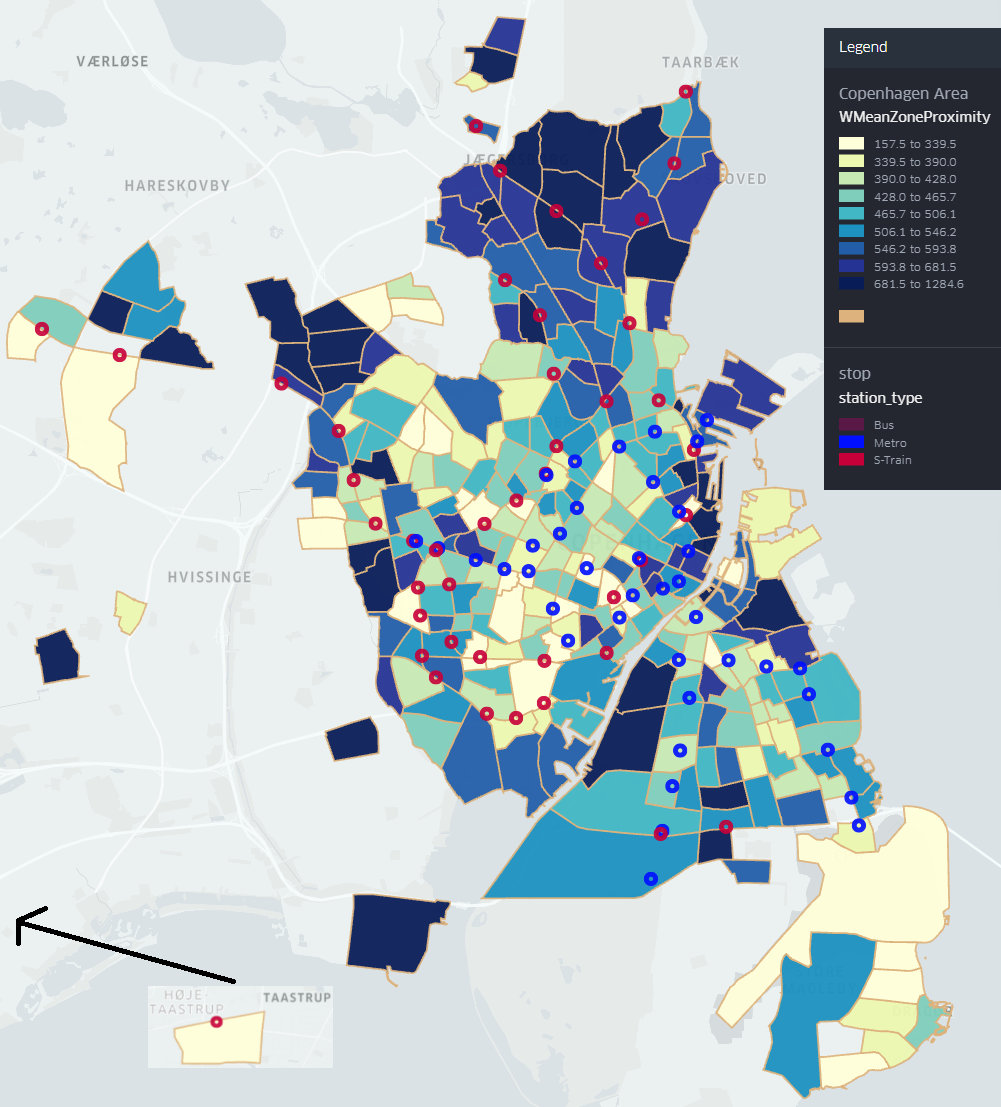 VÆRLØSE
TAARBÆK
HARESKOVBY
HVISSINGE
HØJE-
TAASTRUP
TAASTRUP
Legend
Copenhagen Area
WMeanZoneProximity
157.5 to 339.5
339.5 to 390.0
390.0 to 428.0
428.0 to 465.7
465.7 to 506.1
506.1 to 546.2
546.2 to 593.8
593.8 to 681.5
681.5 to 1284.6
stop
station_type
Bus
Metro
S-Train